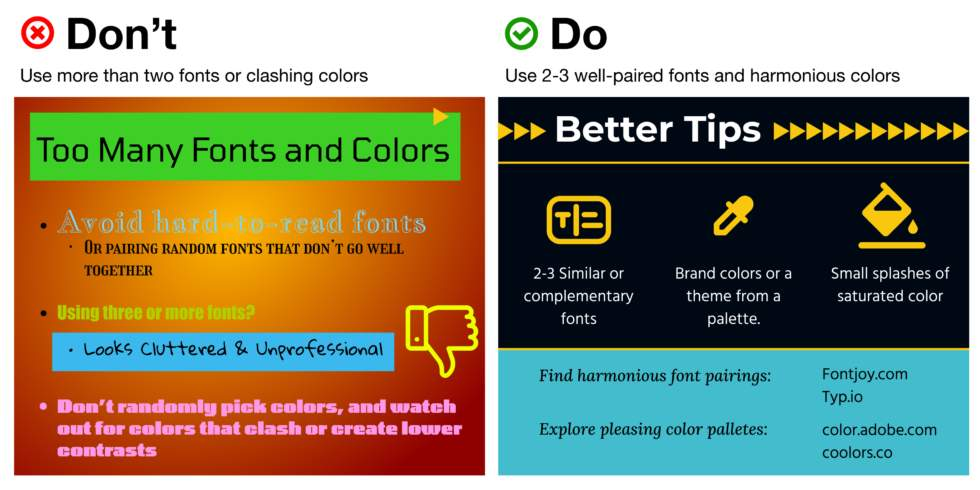 Don't
Use more than two fonts or clashing colors
Too Many Fonts and Colors
• Avoid hard-to-read fonts
• Or pairing random fonts that don't go well
together
• Using three or more fonts?
• Looks Cluttered & Unprofessional
• Don't randomly pick colors, and watch
out for colors that clash or create lower
contrasts
Do
Use 2-3 well-paired fonts and harmonious colors
Better Tips
T
2-3 Similar or
complementary
fonts
Brand colors or a
theme from a
palette.
Small splashes of
saturated color
Find harmonious font pairings:
Fontjoy.com
Typ.io
Explore pleasing color palletes:
color.adobe.com
coolors.co